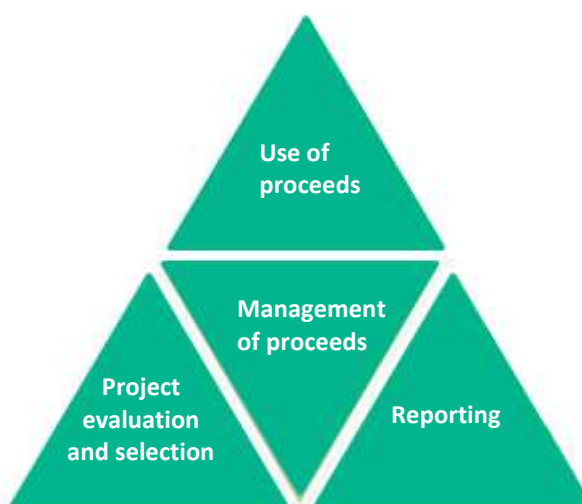 Use of
proceeds
Management
of proceeds
Project
evaluation
and selection
Reporting